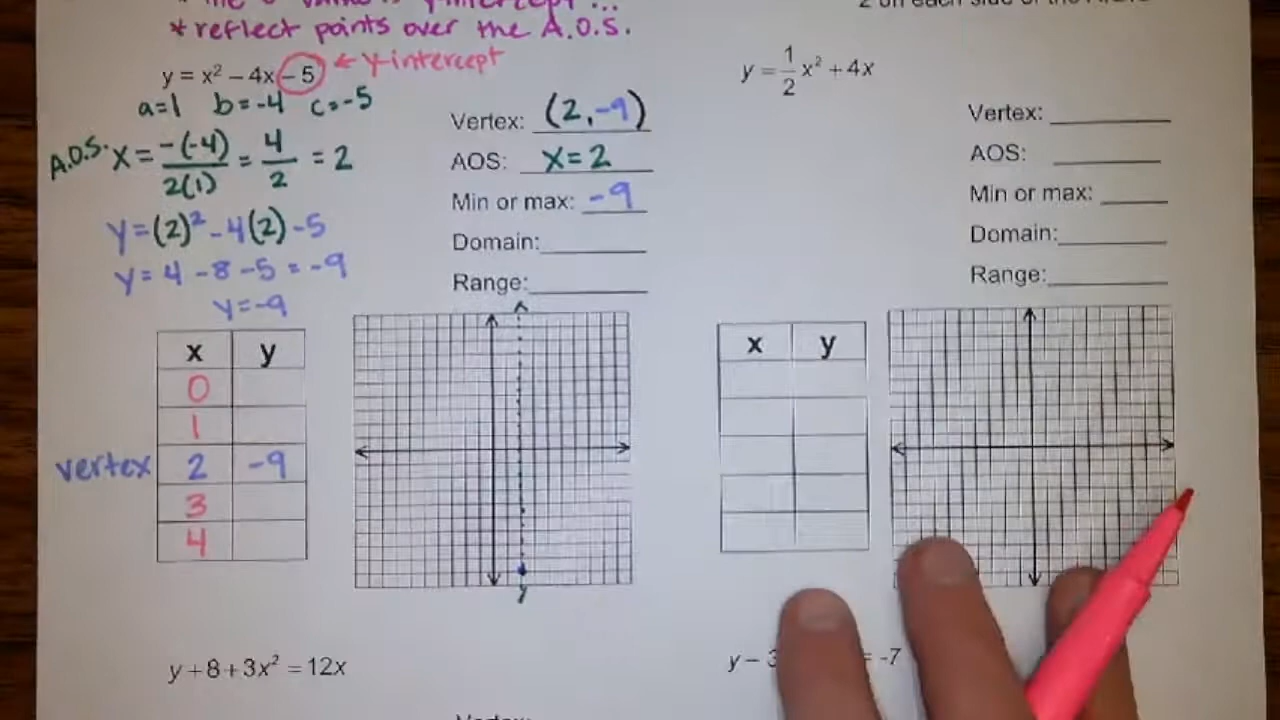 * reflect points over the A.O.S.
y = x² – 4x – 5 ← y-intercept
a=1 b=-4 c=-5
A.O.S. x = -(-4)/2(1) = 4/2 = 2
y=(2)²-4(2)-5
y=4-8-5=-9
y=-9
Vertex: (2,-9)
AOS: x=2
Min or max: -9
Domain:
Range:
x y
0
1
vertex 2 -9
3
4
y = 1/2 x² + 4x
Vertex:
AOS:
Min or max:
Domain:
Range:
x y
y + 8 + 3x² = 12x
y – 3 = -7